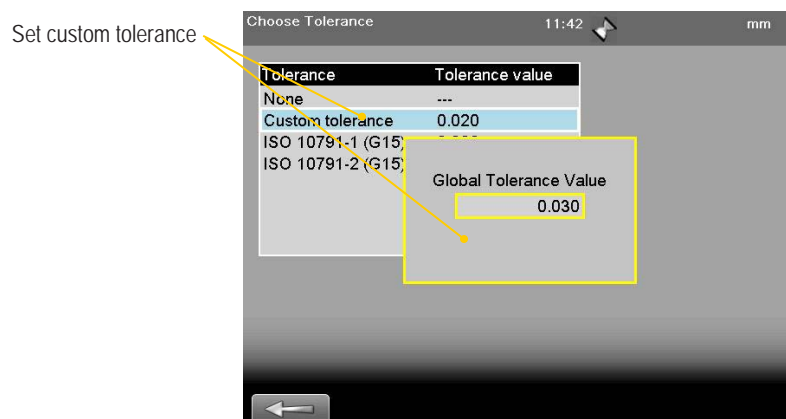 Set custom tolerance
Choose Tolerance 11:42 mm
Tolerance Tolerance value
None ---
Custom tolerance 0.020
ISO 10791-1 (G15)
ISO 10791-2 (G15)
Global Tolerance Value
0.030